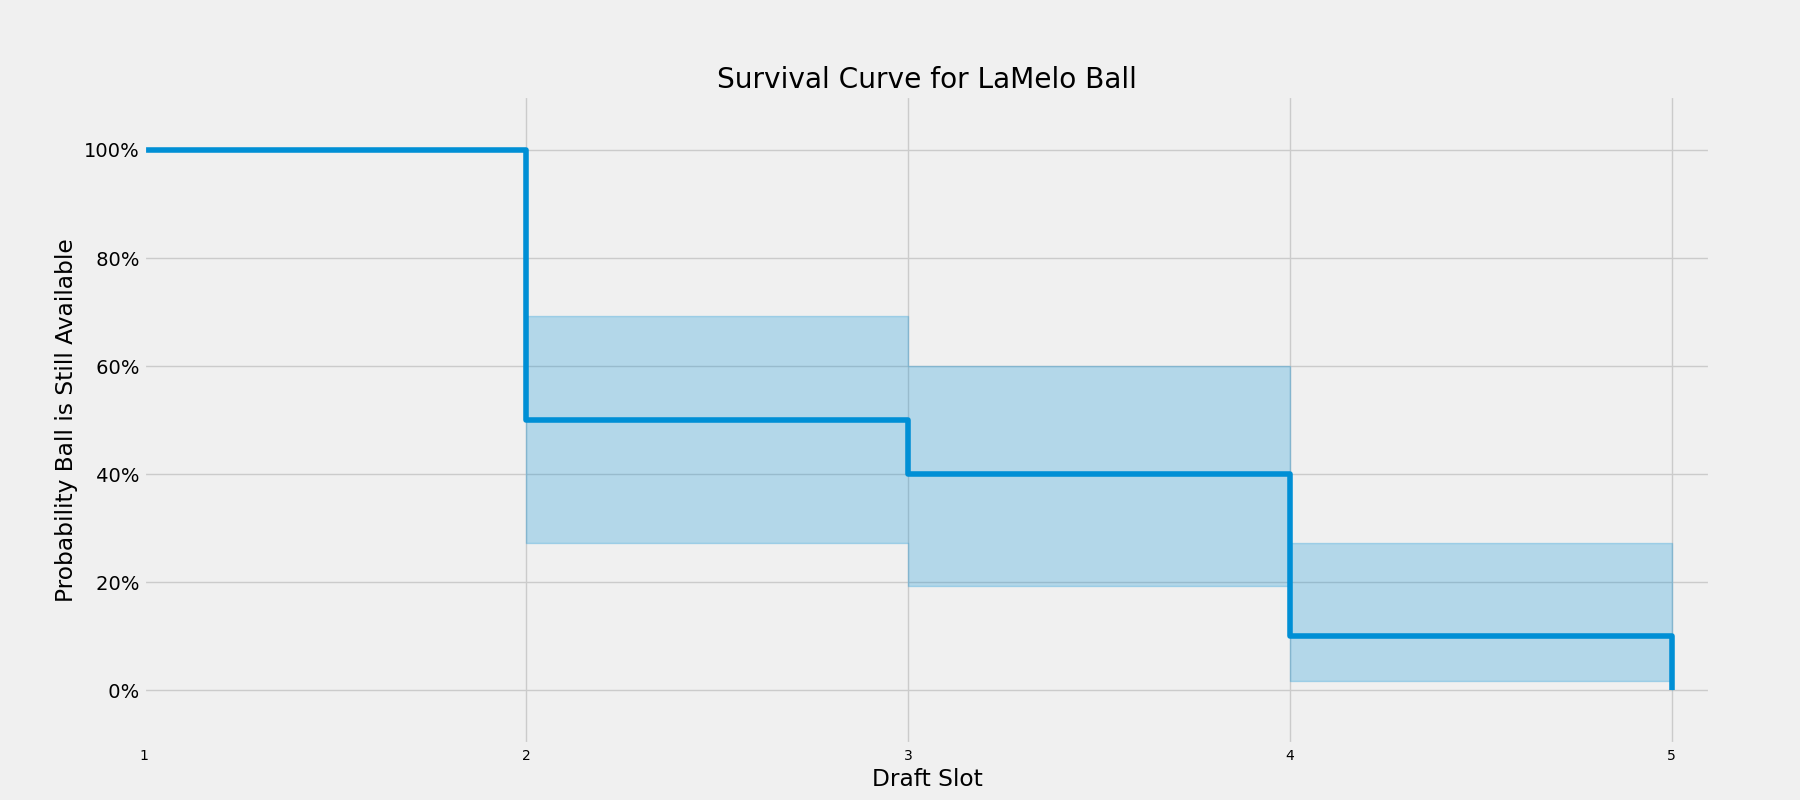 Survival Curve for LaMelo Ball
Probability Ball is Still Available
100%
80%
60%
40%
20%
0%
1 2 3 4 5
Draft Slot